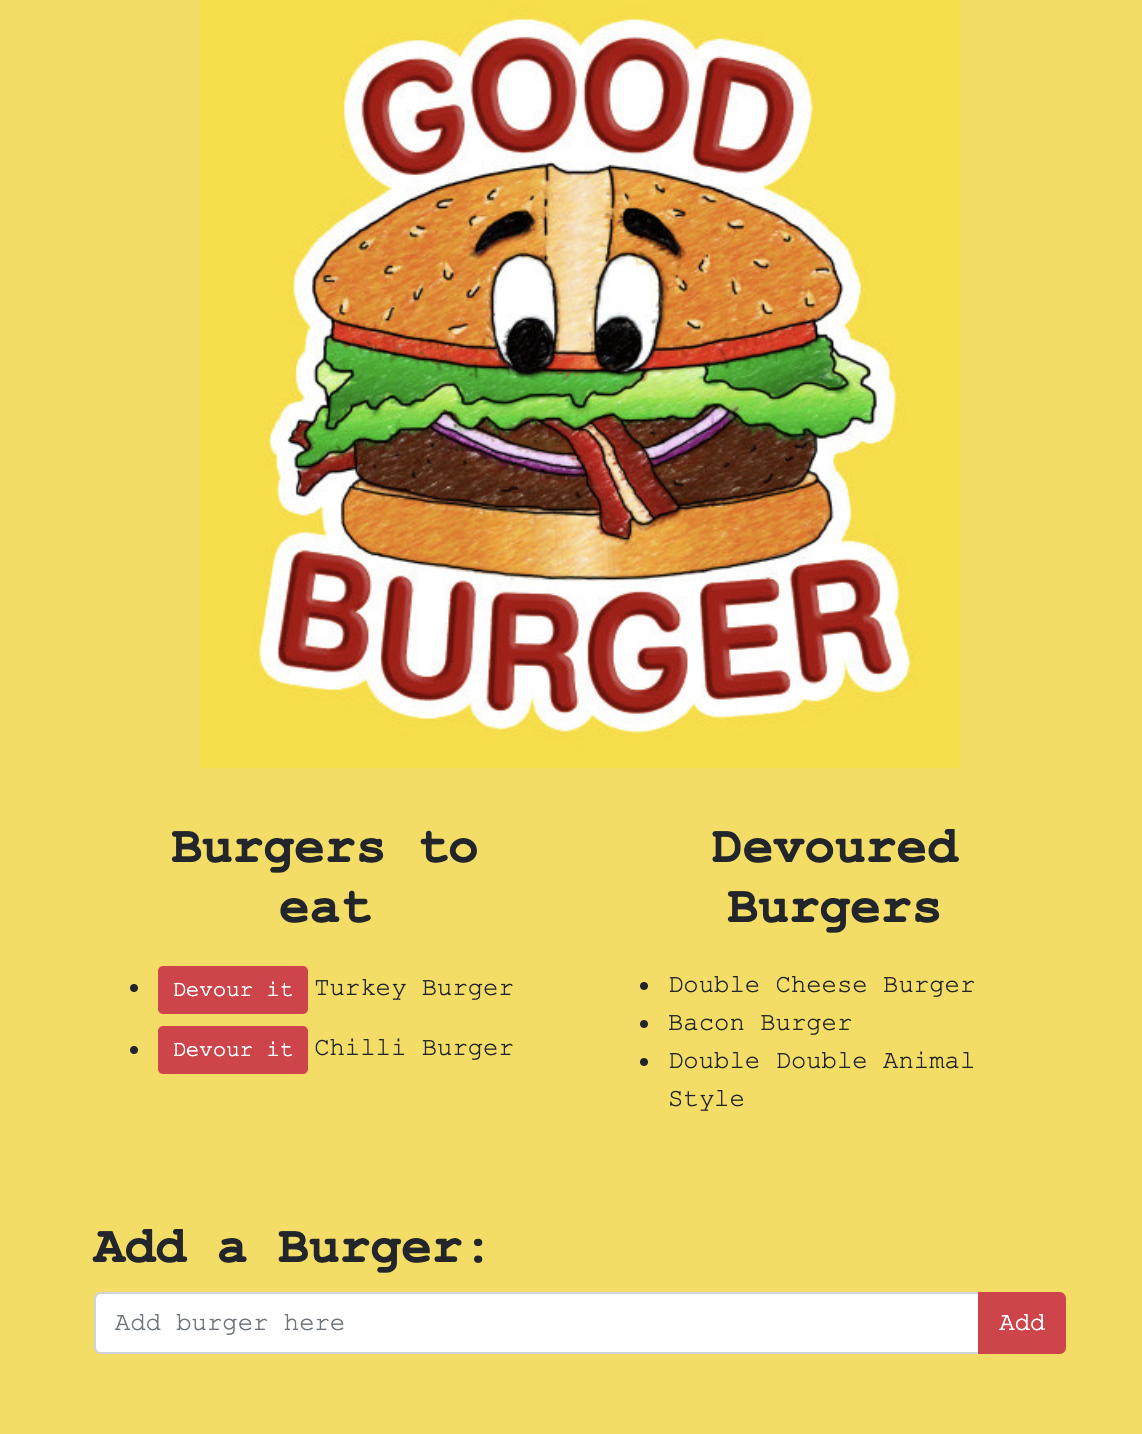 GOOD
BURGER
Burgers to
eat
Devour it Turkey Burger
Devour it Chilli Burger
Devoured
Burgers
Double Cheese Burger
Bacon Burger
Double Double Animal
Style
Add a Burger:
Add burger here
Add